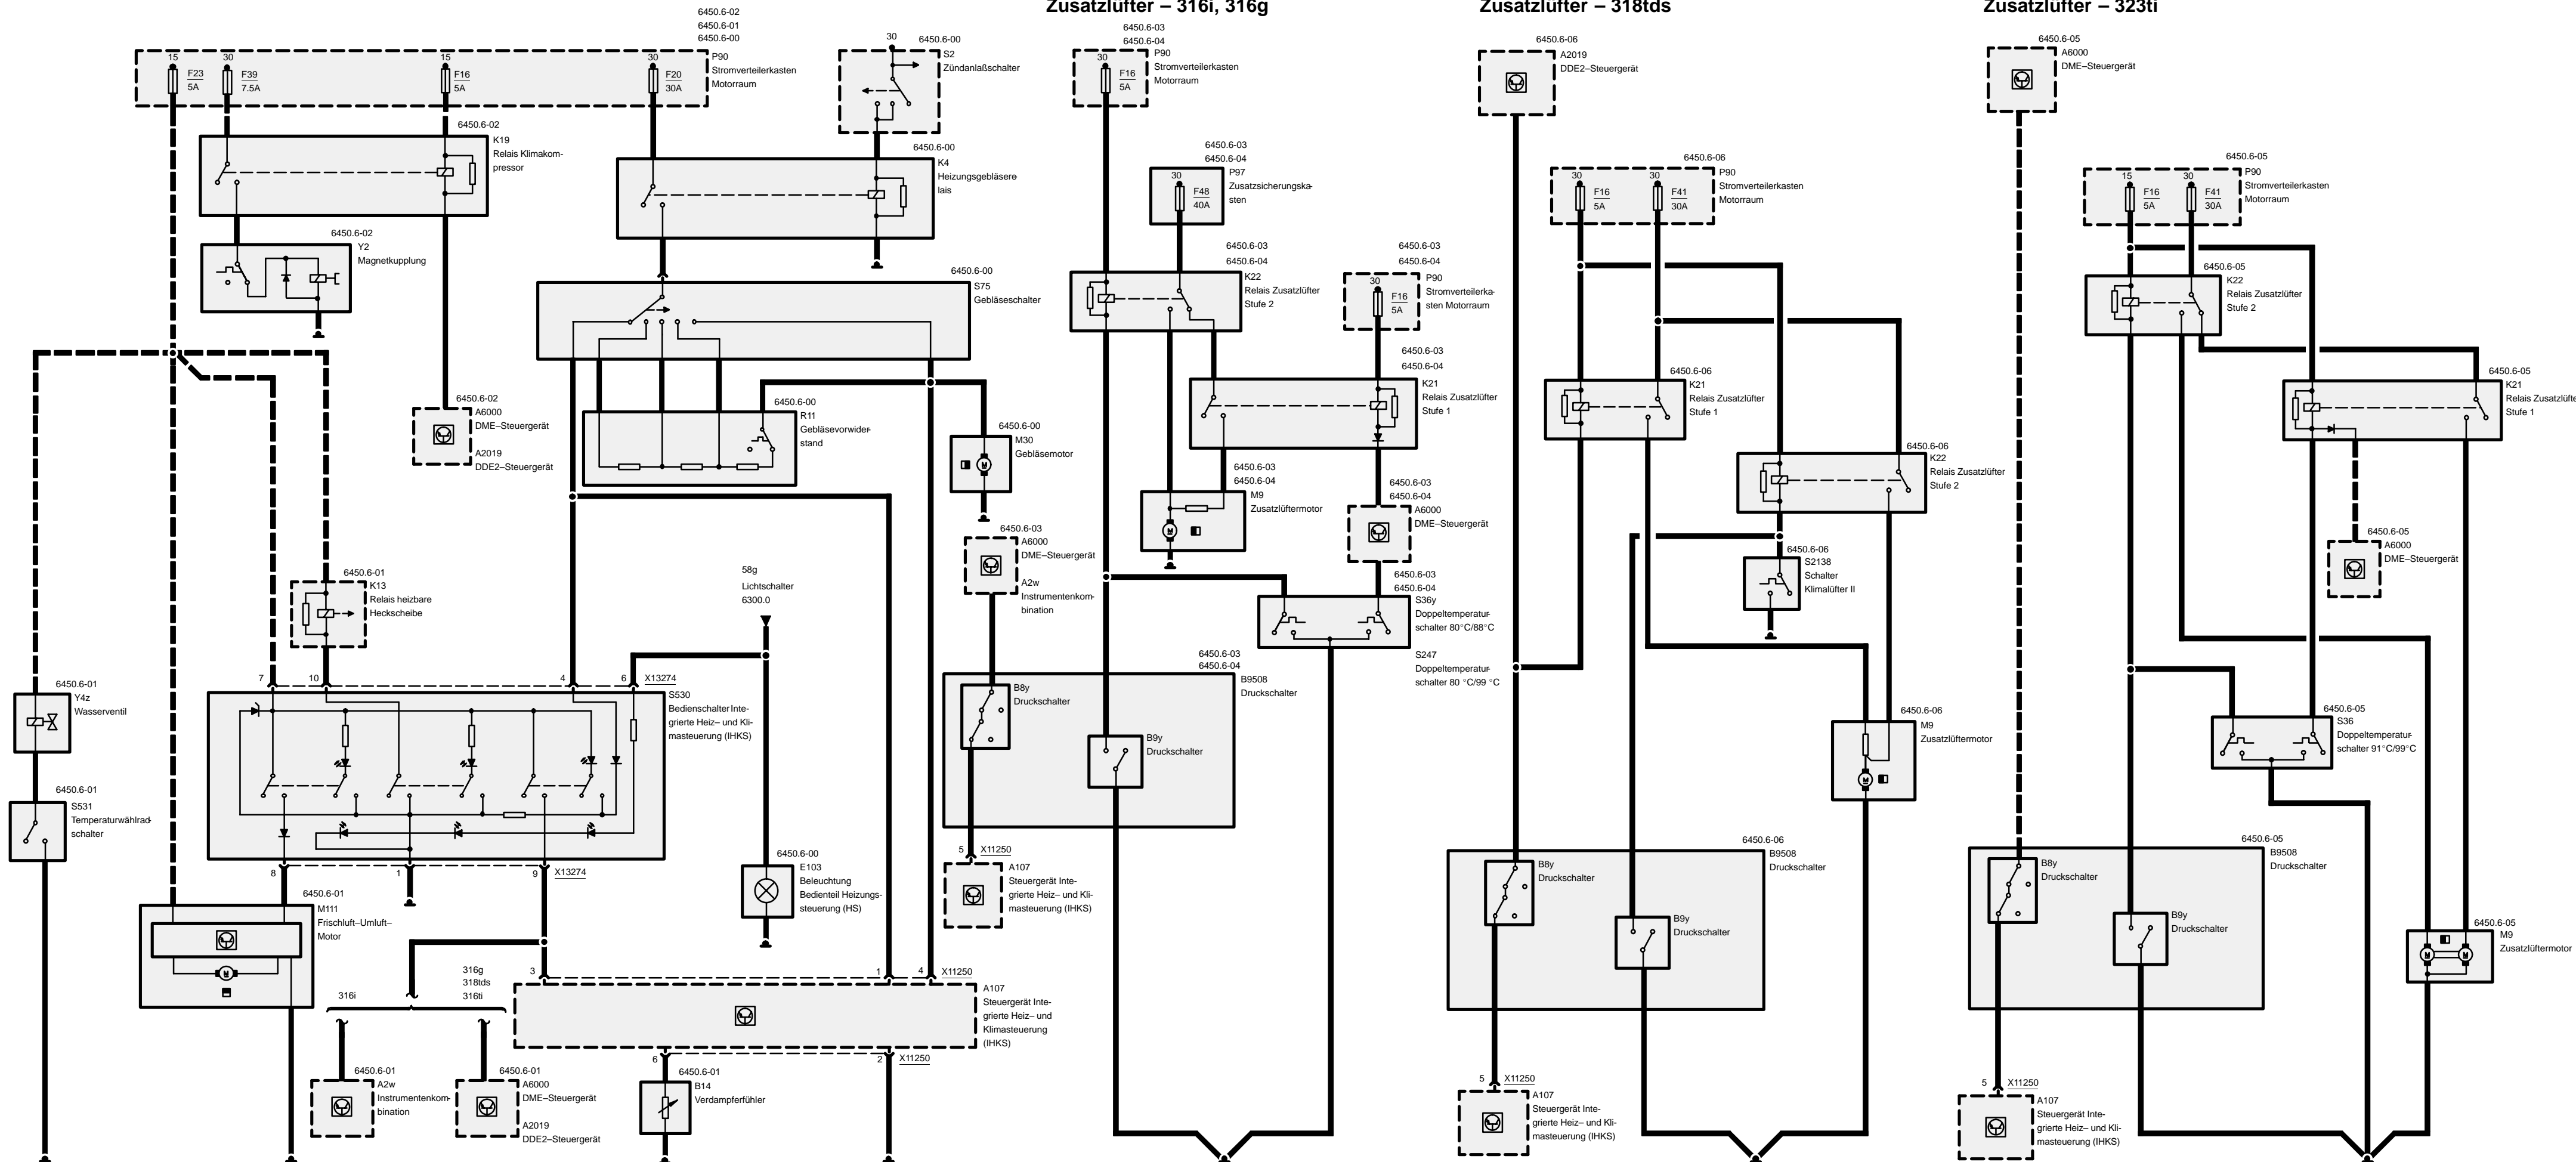 Zusatzlüfter – 316i, 316g
Zusatzlüfter – 318tds
Zusatzlüfter – 323ti
6450.6-02
6450.6-01
6450.6-00
15
F23
5A
30
F39
7.5A
15
F16
5A
30
F20
30A
P90
Stromverteilerkasten
Motorraum
30
6450.6-00
S2
Zündanlaßschalter
6450.6-02
K19
Relais Klimakom-
pressor
6450.6-00
K4
Heizungsgebläsere-
lais
6450.6-02
Y2
Magnetkupplung
6450.6-00
S75
Gebläseschalter
6450.6-02
A6000
DME–Steuergerät
A2019
DDE2–Steuergerät
6450.6-00
R11
Gebläsevorwider-
stand
6450.6-00
M30
Gebläsemotor
M
6450.6-01
K13
Relais heizbare
Heckscheibe
58g
Lichtschalter
6300.0
7
10
4
6
X13274
6450.6-01
Y4z
Wasserventil
S530
Bedienschalter Inte-
grierte Heiz– und Kli-
masteuerung (IHKS)
6450.6-01
S531
Temperaturwählrad-
schalter
8
1
9
X13274
6450.6-01
M111
Frischluft–Umluft–
Motor
M
6450.6-00
E103
Beleuchtung
Bedienteil Heizungs-
steuerung (HS)
316i
316g
318tds
316ti
3
1
4
X11250
A107
Steuergerät Inte-
grierte Heiz– und
Klimasteuerung
(IHKS)
6
2
X11250
6450.6-01
A2w
Instrumentenkom-
bination
6450.6-01
A6000
DME–Steuergerät
A2019
DDE2–Steuergerät
6450.6-01
B14
Verdampferfühler
6450.6-03
6450.6-04
30
F16
5A
P90
Stromverteilerkasten
Motorraum
6450.6-03
6450.6-04
30
F48
40A
P97
Zusatzsicherungska-
sten
6450.6-03
6450.6-04
K22
Relais Zusatzlüfter
Stufe 2
6450.6-03
6450.6-04
30
F16
5A
P90
Stromverteilerka-
sten Motorraum
6450.6-03
6450.6-04
K21
Relais Zusatzlüfter
Stufe 1
6450.6-03
6450.6-04
M9
Zusatzlüftermotor
M
6450.6-03
6450.6-04
A6000
DME–Steuergerät
6450.6-03
A6000
DME–Steuergerät
A2w
Instrumentenkom-
bination
6450.6-03
6450.6-04
S36y
Doppeltemperatur-
schalter 80°C/88°C
S247
Doppeltemperatur-
schalter 80 °C/99 °C
6450.6-03
6450.6-04
B9508
Druckschalter
B8y
Druckschalter
B9y
Druckschalter
5
X11250
A107
Steuergerät Inte-
grierte Heiz– und Kli-
masteuerung (IHKS)
6450.6-06
A2019
DDE2–Steuergerät
6450.6-06
30
F16
5A
30
F41
30A
P90
Stromverteilerkasten
Motorraum
6450.6-06
K21
Relais Zusatzlüfter
Stufe 1
6450.6-06
K22
Relais Zusatzlüfter
Stufe 2
6450.6-06
S2138
Schalter
Klimalüfter II
6450.6-06
M9
Zusatzlüftermotor
M
6450.6-06
B9508
Druckschalter
B8y
Druckschalter
B9y
Druckschalter
5
X11250
A107
Steuergerät Inte-
grierte Heiz– und Kli-
masteuerung (IHKS)
6450.6-05
A6000
DME–Steuergerät
6450.6-05
15
F16
5A
30
F41
30A
P90
Stromverteilerkasten
Motorraum
6450.6-05
K22
Relais Zusatzlüfter
Stufe 2
6450.6-05
K21
Relais Zusatzlüfte
Stufe 1
6450.6-05
A6000
DME–Steuergerät
6450.6-05
S36
Doppeltemperatur-
schalter 91°C/99°C
6450.6-05
B9508
Druckschalter
B8y
Druckschalter
B9y
Druckschalter
6450.6-05
M9
Zusatzlüftermotor
M
M
5
X11250
A107
Steuergerät Inte-
grierte Heiz– und Kli-
masteuerung (IHKS)